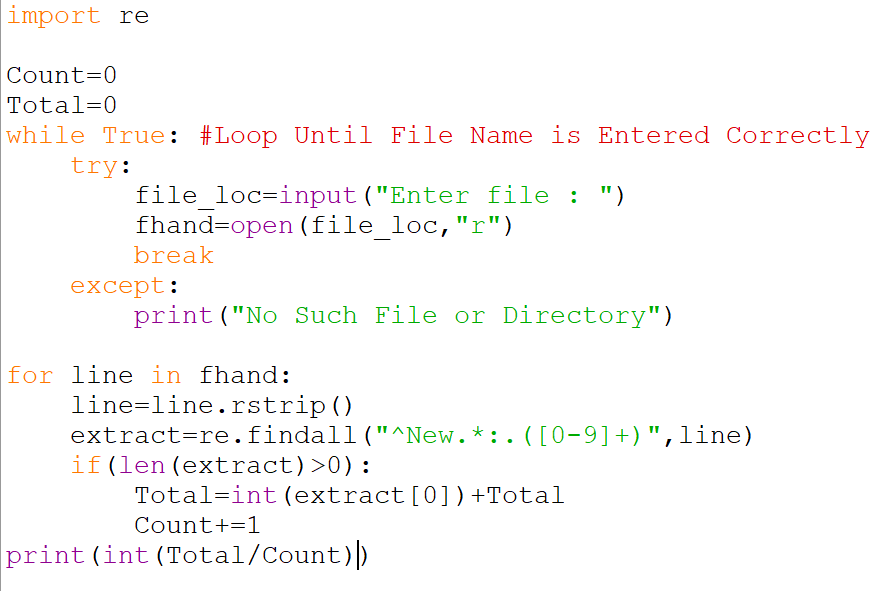 import re
Count=0
Total=0
while True: #Loop Until File Name is Entered Correctly
    try:
        file_loc=input("Enter file : ")
        fhand=open(file_loc,"r")
        break
    except:
        print("No Such File or Directory")
for line in fhand:
    line=line.rstrip()
    extract=re.findall("^New.*:.([0-9]+)",line)
    if(len(extract)>0):
        Total=int(extract[0])+Total
        Count+=1
print(int(Total/Count))